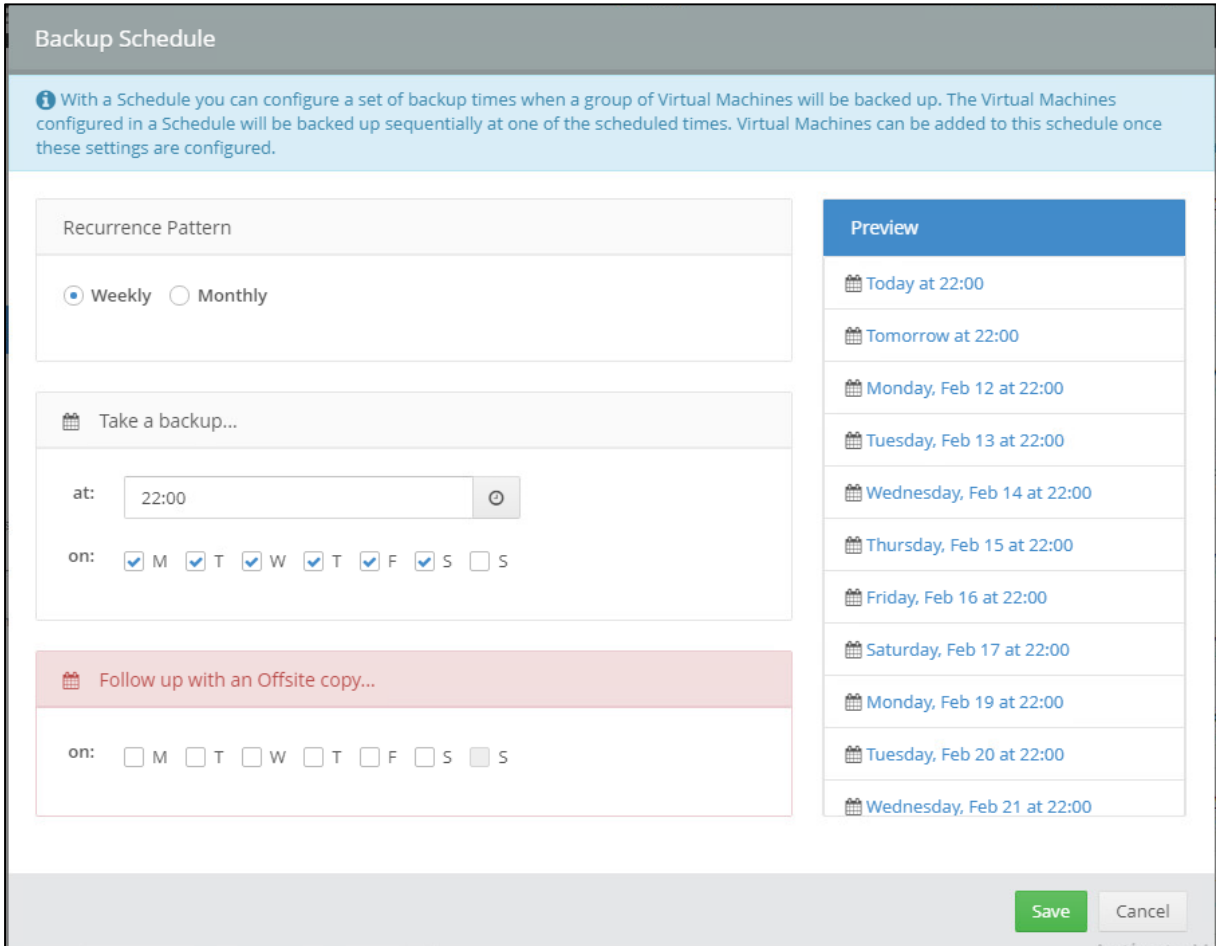 Backup Schedule
With a Schedule you can configure a set of backup times when a group of Virtual Machines will be backed up. The Virtual Machines
configured in a Schedule will be backed up sequentially at one of the scheduled times. Virtual Machines can be added to this schedule once
these settings are configured.
Recurrence Pattern
Weekly Monthly
Take a backup...
at: 22:00
on: M T W T F S S
Follow up with an Offsite copy...
on: M T W T F S S
Preview
Today at 22:00
Tomorrow at 22:00
Monday, Feb 12 at 22:00
Tuesday, Feb 13 at 22:00
Wednesday, Feb 14 at 22:00
Thursday, Feb 15 at 22:00
Friday, Feb 16 at 22:00
Saturday, Feb 17 at 22:00
Monday, Feb 19 at 22:00
Tuesday, Feb 20 at 22:00
Wednesday, Feb 21 at 22:00
Save Cancel